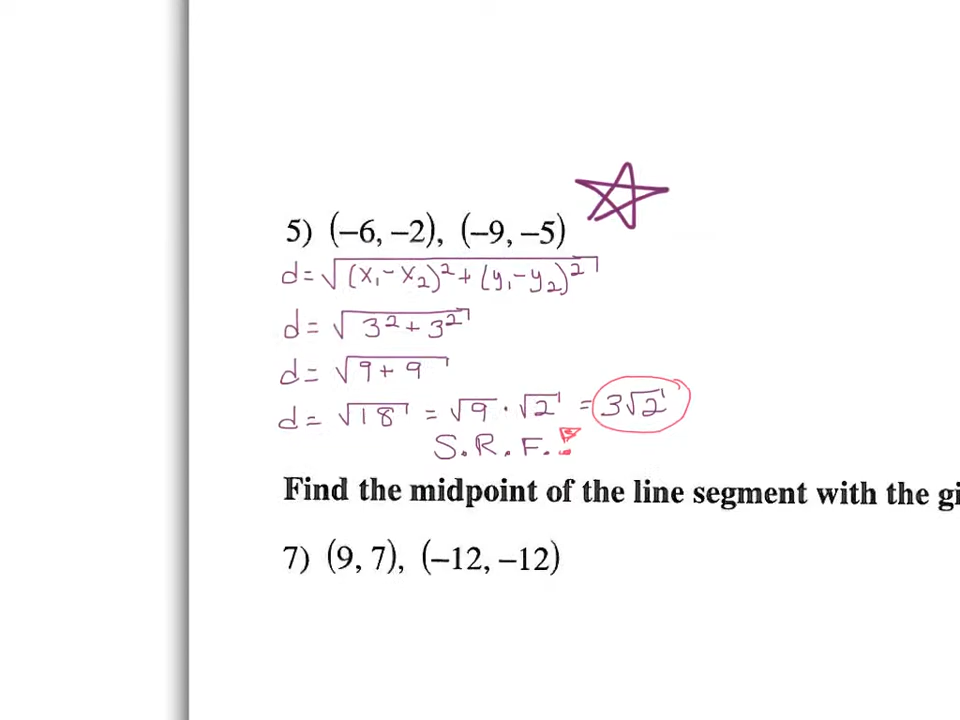 5) (−6, −2), (−9, −5)
d = √(x₁ − x₂)² + (y₁ − y₂)²
d = √3² + 3²
d = √9 + 9
d = √18 = √9 · √2 = 3√2
S.R.F.!
Find the midpoint of the line segment with the gi
7) (9, 7), (−12, −12)